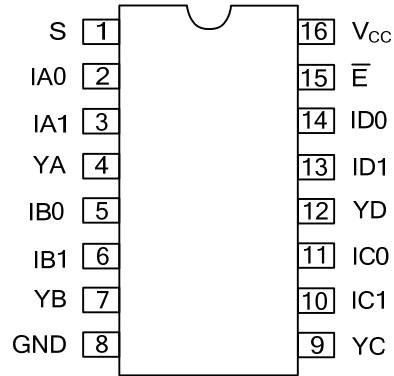 S 1 16 V_CC
IA0 2 15 E̅
IA1 3 14 ID0
YA 4 13 ID1
IB0 5 12 YD
IB1 6 11 IC0
YB 7 10 IC1
GND 8 9 YC